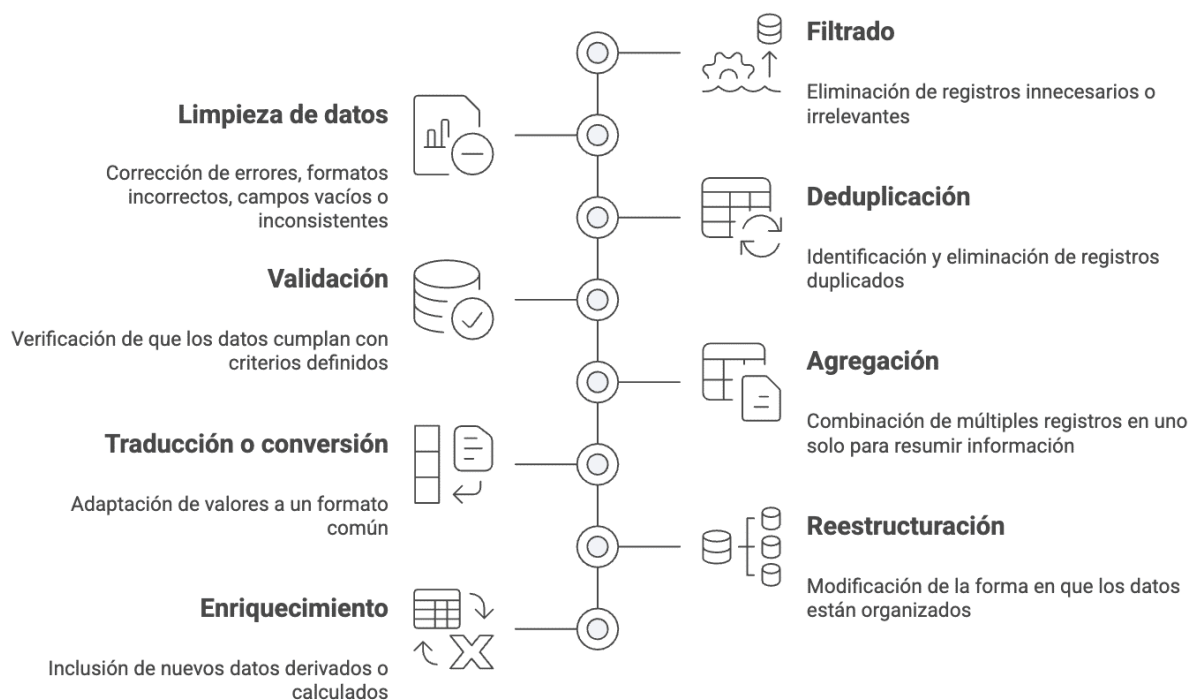 Filtrado
Eliminación de registros innecesarios o
irrelevantes
Limpieza de datos
Corrección de errores, formatos
incorrectos, campos vacíos o
inconsistentes
Deduplicación
Identificación y eliminación de registros
duplicados
Validación
Verificación de que los datos cumplan con
criterios definidos
Agregación
Combinación de múltiples registros en uno
solo para resumir información
Traducción o conversión
Adaptación de valores a un formato
común
Reestructuración
Modificación de la forma en que los datos
están organizados
Enriquecimiento
Inclusión de nuevos datos derivados o
calculados